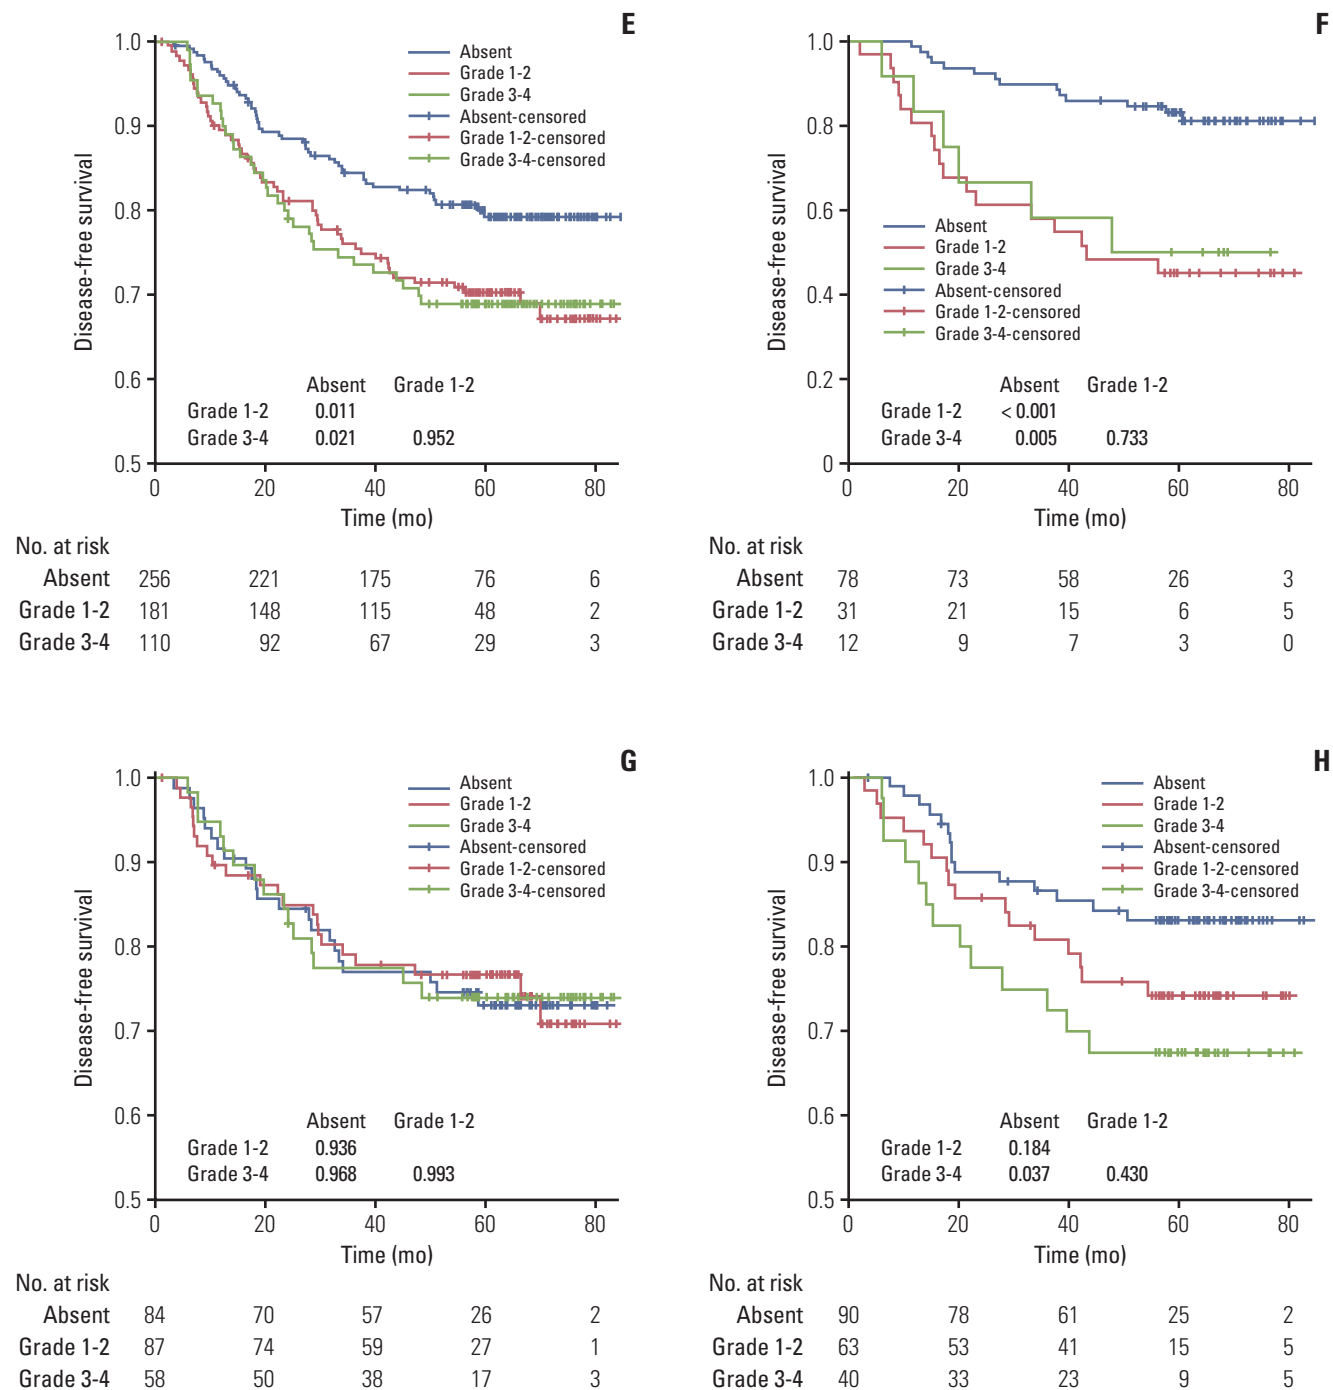 E
1.0
0.9
0.8
0.7
0.6
0.5
Disease-free survival
Absent
Grade 1-2
Grade 3-4
Absent-censored
Grade 1-2-censored
Grade 3-4-censored
Absent Grade 1-2
Grade 1-2 0.011
Grade 3-4 0.021 0.952
0 20 40 60 80
Time (mo)
No. at risk
Absent 256 221 175 76 6
Grade 1-2 181 148 115 48 2
Grade 3-4 110 92 67 29 3
F
1.0
0.8
0.6
0.4
0.2
0
Disease-free survival
Absent
Grade 1-2
Grade 3-4
Absent-censored
Grade 1-2-censored
Grade 3-4-censored
Absent Grade 1-2
Grade 1-2 < 0.001
Grade 3-4 0.005 0.733
0 20 40 60 80
Time (mo)
No. at risk
Absent 78 73 58 26 3
Grade 1-2 31 21 15 6 5
Grade 3-4 12 9 7 3 0
G
1.0
0.9
0.8
0.7
0.6
0.5
Disease-free survival
Absent
Grade 1-2
Grade 3-4
Absent-censored
Grade 1-2-censored
Grade 3-4-censored
Absent Grade 1-2
Grade 1-2 0.936
Grade 3-4 0.968 0.993
0 20 40 60 80
Time (mo)
No. at risk
Absent 84 70 57 26 2
Grade 1-2 87 74 59 27 1
Grade 3-4 58 50 38 17 3
H
1.0
0.9
0.8
0.7
0.6
0.5
Disease-free survival
Absent
Grade 1-2
Grade 3-4
Absent-censored
Grade 1-2-censored
Grade 3-4-censored
Absent Grade 1-2
Grade 1-2 0.184
Grade 3-4 0.037 0.430
0 20 40 60 80
Time (mo)
No. at risk
Absent 90 78 61 25 2
Grade 1-2 63 53 41 15 5
Grade 3-4 40 33 23 9 5